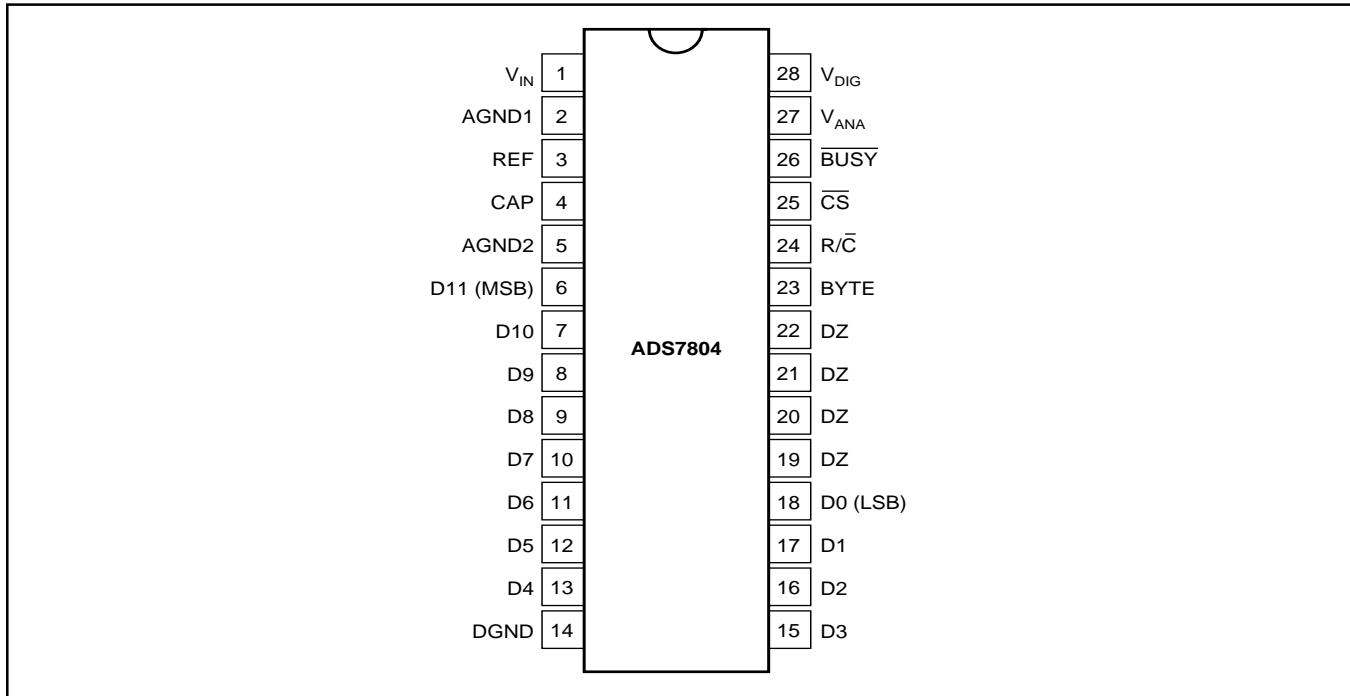 V_IN 1 28 V_DIG
AGND1 2 27 V_ANA
REF 3 26 B̅U̅S̅Y̅
CAP 4 25 C̅S̅
AGND2 5 24 R/C̅
D11 (MSB) 6 23 BYTE
D10 7 22 DZ
ADS7804
D9 8 21 DZ
D8 9 20 DZ
D7 10 19 DZ
D6 11 18 D0 (LSB)
D5 12 17 D1
D4 13 16 D2
DGND 14 15 D3